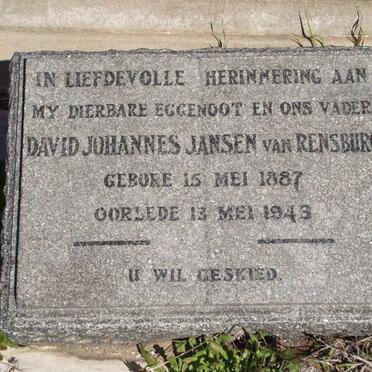 IN LIEFDEVOLLE HERINNERING AAN
MY DIERBARE EGGENOOT EN ONS VADER
DAVID JOHANNES JANSEN VAN RENSBURG
GEBORE 15 MEI 1887
OORLEDE 13 MEI 1943
U WIL GESKIED.